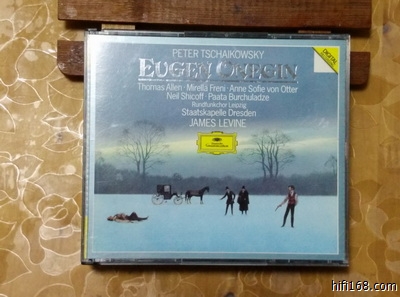 PETER TSCHAIKOWSKY
EUGEN ONEGIN
Thomas Allen · Mirella Freni · Anne Sofie von Otter
Neil Shicoff · Paata Burchuladze
Rundfunkchor Leipzig
Staatskapelle Dresden
JAMES LEVINE
DIGITAL
hifi168.com